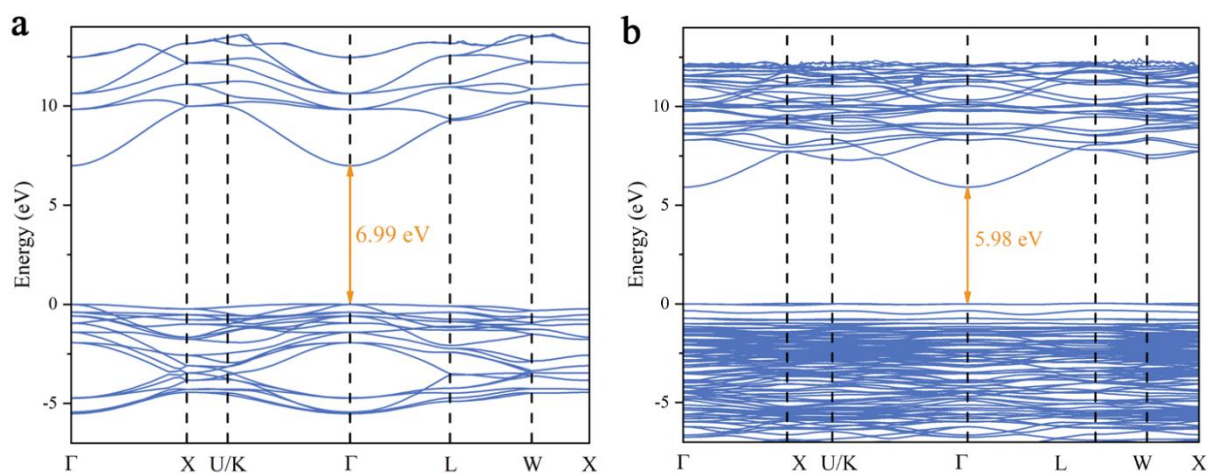 a
Energy (eV)
10
5
0
-5
6.99 eV
Γ X U/K Γ L W X
b
Energy (eV)
10
5
0
-5
5.98 eV
Γ X U/K Γ L W X